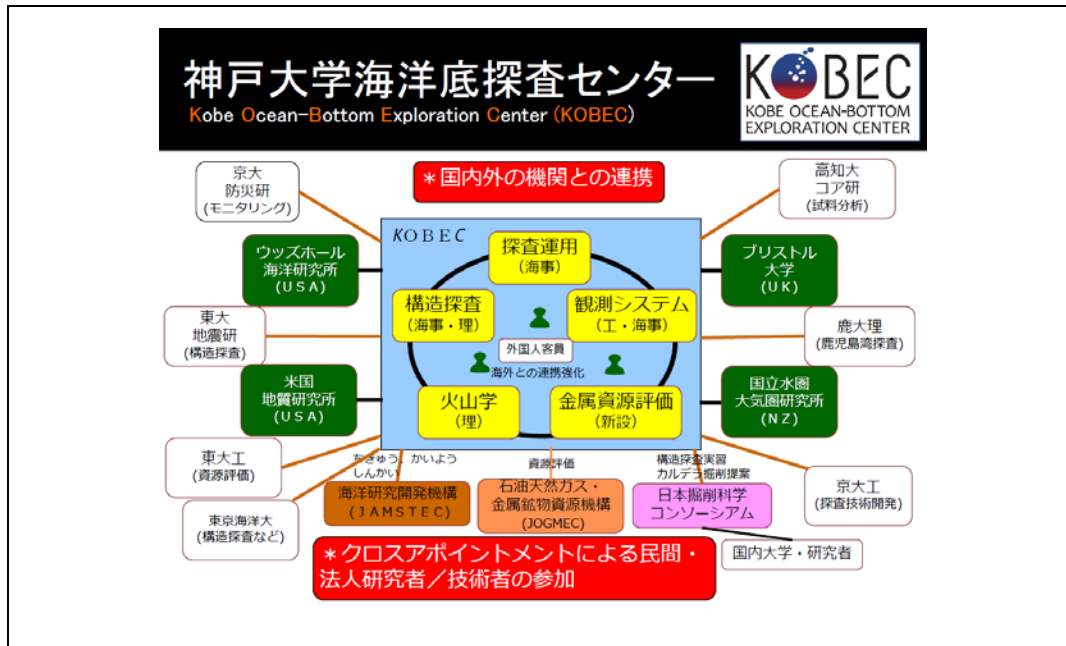 神戸大学海洋底探査センター
Kobe Ocean-Bottom Exploration Center (KOBEC)
KOBEC
KOBE OCEAN-BOTTOM
EXPLORATION CENTER
京大
防災研
(モニタリング)
＊国内外の機関との連携
高知大
コア研
(試料分析)
ウッズホール
海洋研究所
(USA)
KOBEC
探査運用
(海事)
ブリストル
大学
(UK)
構造探査
(海事・理)
観測システム
(工・海事)
東大
地震研
(構造探査)
外国人客員
海外との連携強化
鹿大理
(鹿児島湾探査)
米国
地質研究所
(USA)
火山学
(理)
金属資源評価
(新設)
国立水圏
大気圏研究所
(NZ)
東大工
(資源評価)
ちきゅう、かいよう
しんかい
海洋研究開発機構
(JAMSTEC)
資源評価
石油天然ガス・
金属鉱物資源機構
(JOGMEC)
構造探査実習
カルデラ掘削提案
日本掘削科学
コンソーシアム
京大工
(探査技術開発)
東京海洋大
(構造探査など)
国内大学・研究者
＊クロスアポイントメントによる民間・
法人研究者／技術者の参加